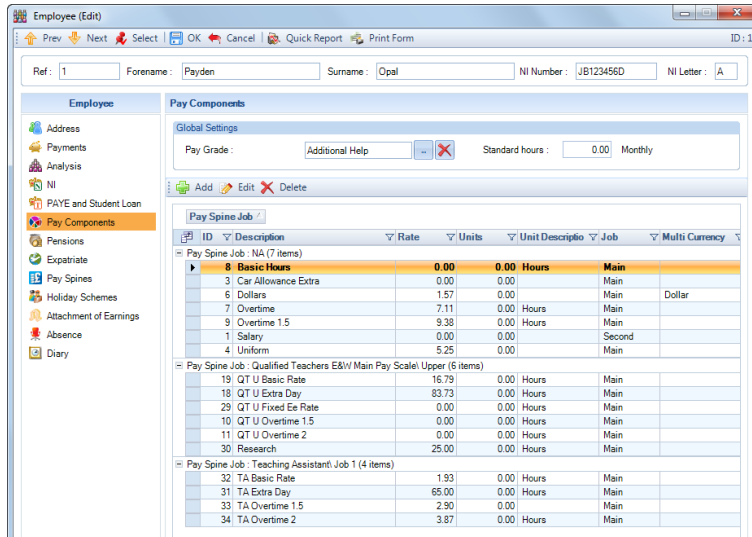 Employee (Edit)
Prev Next Select OK Cancel Quick Report Print Form ID : 1
Ref : 1 Forename : Payden Surname : Opal NI Number : JB123456D NI Letter : A
Employee
Address
Payments
Analysis
NI
PAYE and Student Loan
Pay Components
Pensions
Expatriate
Pay Spines
Holiday Schemes
Attachment of Earnings
Absence
Diary
Pay Components
Global Settings
Pay Grade : Additional Help ... Standard hours : 0.00 Monthly
Add Edit Delete
Pay Spine Job
ID Description Rate Units Unit Descriptio Job Multi Currency
Pay Spine Job : NA (7 items)
8 Basic Hours 0.00 0.00 Hours Main
3 Car Allowance Extra 0.00 0.00 Main
6 Dollars 1.57 0.00 Main Dollar
7 Overtime 7.11 0.00 Hours Main
9 Overtime 1.5 9.38 0.00 Hours Main
1 Salary 0.00 0.00 Second
4 Uniform 5.25 0.00 Main
Pay Spine Job : Qualified Teachers E&W Main Pay Scale\ Upper (6 items)
19 QT U Basic Rate 16.79 0.00 Hours Main
18 QT U Extra Day 83.73 0.00 Hours Main
29 QT U Fixed Ee Rate 0.00 0.00 Hours Main
10 QT U Overtime 1.5 0.00 0.00 Hours Main
11 QT U Overtime 2 0.00 0.00 Hours Main
30 Research 25.00 0.00 Hours Main
Pay Spine Job : Teaching Assistant\ Job 1 (4 items)
32 TA Basic Rate 1.93 0.00 Hours Main
31 TA Extra Day 65.00 0.00 Hours Main
33 TA Overtime 1.5 2.90 0.00 Main
34 TA Overtime 2 3.87 0.00 Hours Main